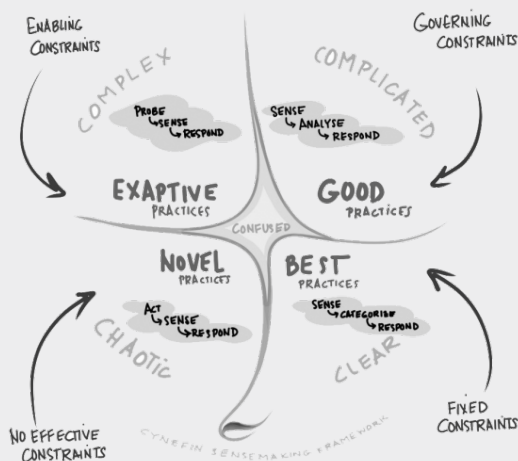 ENABLING
CONSTRAINTS
GOVERNING
CONSTRAINTS
COMPLEX
PROBE
SENSE
RESPOND
EXAPTIVE
PRACTICES
COMPLICATED
SENSE
ANALYSE
RESPOND
GOOD
PRACTICES
CONFUSED
NOVEL
PRACTICES
ACT
SENSE
RESPOND
CHAOTIC
BEST
PRACTICES
SENSE
CATEGORISE
RESPOND
CLEAR
NO EFFECTIVE
CONSTRAINTS
FIXED
CONSTRAINTS
CYNEFIN SENSEMAKING FRAMEWORK